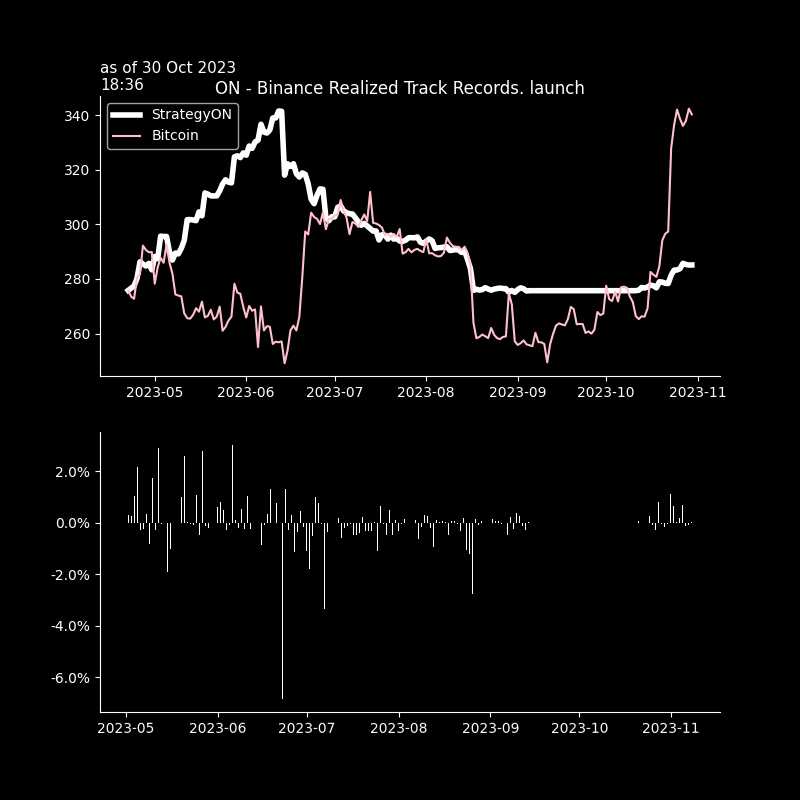 as of 30 Oct 2023
18:36
ON - Binance Realized Track Records. launch
StrategyON
Bitcoin
340
320
300
280
260
2023-05 2023-06 2023-07 2023-08 2023-09 2023-10 2023-11
2.0%
0.0%
-2.0%
-4.0%
-6.0%
2023-05 2023-06 2023-07 2023-08 2023-09 2023-10 2023-11